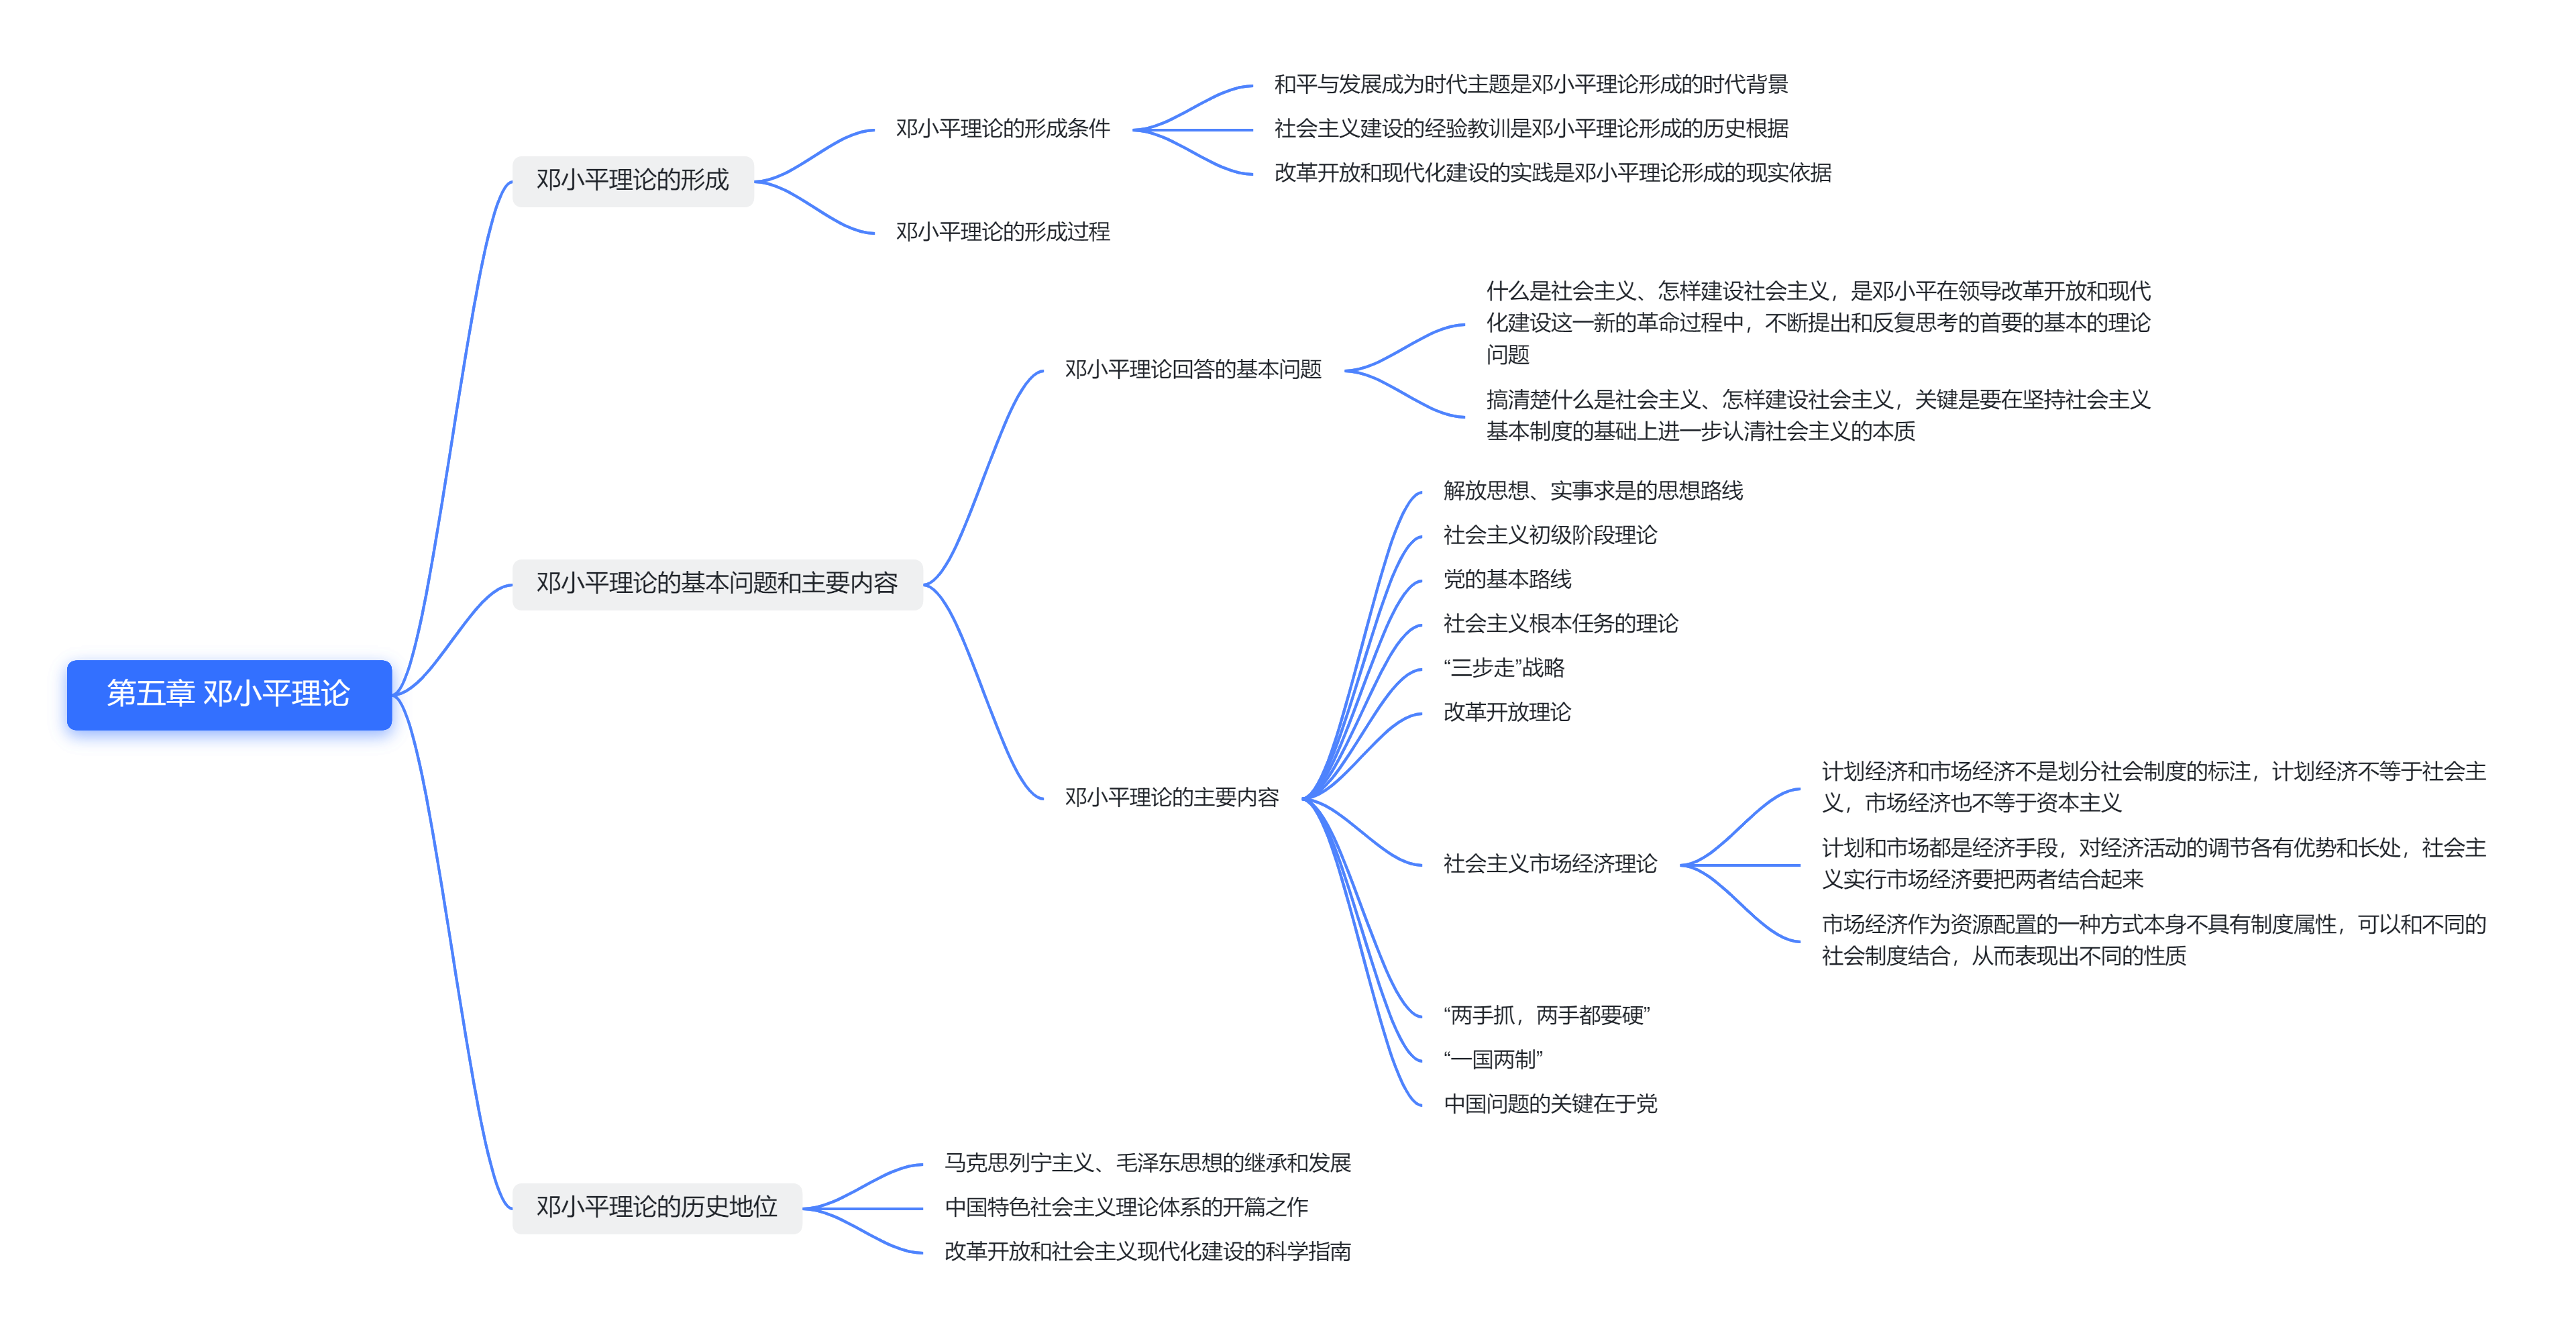 和平与发展成为时代主题是邓小平理论形成的时代背景
邓小平理论的形成条件
社会主义建设的经验教训是邓小平理论形成的历史根据
改革开放和现代化建设的实践是邓小平理论形成的现实依据
邓小平理论的形成
邓小平理论的形成过程
什么是社会主义、怎样建设社会主义，是邓小平在领导改革开放和现代
化建设这一新的革命过程中，不断提出和反复思考的首要的基本的理论
问题
邓小平理论回答的基本问题
搞清楚什么是社会主义、怎样建设社会主义，关键是要在坚持社会主义
基本制度的基础上进一步认清社会主义的本质
解放思想、实事求是的思想路线
社会主义初级阶段理论
党的基本路线
邓小平理论的基本问题和主要内容
社会主义根本任务的理论
“三步走”战略
第五章 邓小平理论
改革开放理论
邓小平理论的主要内容
计划经济和市场经济不是划分社会制度的标注，计划经济不等于社会主
义，市场经济也不等于资本主义
社会主义市场经济理论
计划和市场都是经济手段，对经济活动的调节各有优势和长处，社会主
义实行市场经济要把两者结合起来
市场经济作为资源配置的一种方式本身不具有制度属性，可以和不同的
社会制度结合，从而表现出不同的性质
“两手抓，两手都要硬”
“一国两制”
中国问题的关键在于党
马克思列宁主义、毛泽东思想的继承和发展
邓小平理论的历史地位
中国特色社会主义理论体系的开篇之作
改革开放和社会主义现代化建设的科学指南